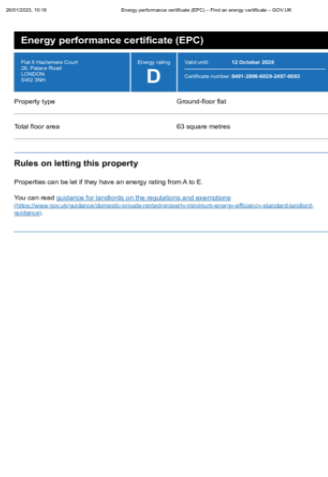 26/01/2023, 10:16 Energy performance certificate (EPC) – Find an energy certificate – GOV.UK
Energy performance certificate (EPC)
Flat 8 Haslemere Court
26, Palace Road
LONDON
SW2 3NH
Energy rating
D
Valid until: 12 October 2028
Certificate number:
Property type Ground-floor flat
Total floor area 63 square metres
Rules on letting this property
Properties can be let if they have an energy rating from A to E.
You can read guidance for landlords on the regulations and exemptions
(https://www.gov.uk/guidance/domestic-private-rented-property-minimum-energy-efficiency-standard-landlord-
guidance).